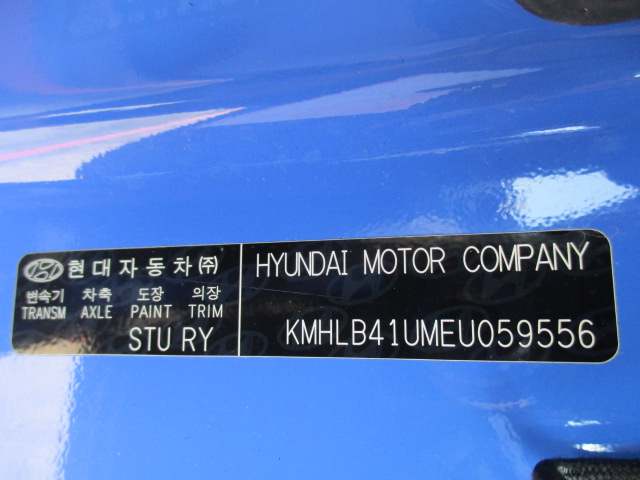 현대자동차㈜
변속기 차축 도장 의장
TRANSM AXLE PAINT TRIM
STU RY
HYUNDAI MOTOR COMPANY
KMHLB41UMEU059556